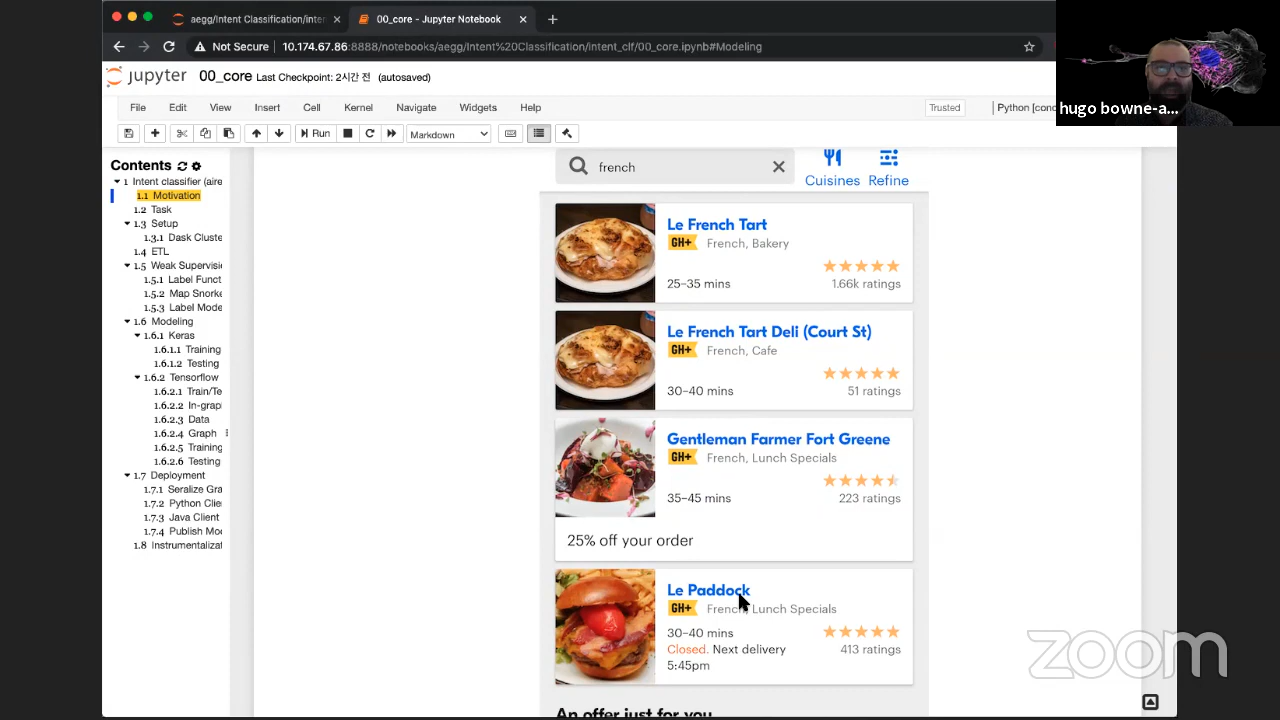 aegg/Intent Classification/inter
00_core - Jupyter Notebook
Not Secure
10.174.67.86:8888/notebooks/aegg/Intent%20Classification/intent_clf/00_core.ipynb#Modeling
hugo bowne-a...
jupyter
00_core Last Checkpoint: 2시간 전 (autosaved)
File Edit View Insert Cell Kernel Navigate Widgets Help
Trusted
Python [cond
Run
Markdown
Contents
1 Intent classifier (aire
1.1 Motivation
1.2 Task
1.3 Setup
1.3.1 Dask Cluste
1.4 ETL
1.5 Weak Supervisi
1.5.1 Label Funct
1.5.2 Map Snorke
1.5.3 Label Mode
1.6 Modeling
1.6.1 Keras
1.6.1.1 Training
1.6.1.2 Testing
1.6.2 Tensorflow
1.6.2.1 Train/Te
1.6.2.2 In-grap
1.6.2.3 Data
1.6.2.4 Graph
1.6.2.5 Training
1.6.2.6 Testing
1.7 Deployment
1.7.1 Seralize Gra
1.7.2 Python Clie
1.7.3 Java Client
1.7.4 Publish Mo
1.8 Instrumentaliza
french
Cuisines Refine
Le French Tart
GH+ French, Bakery
25–35 mins
1.66k ratings
Le French Tart Deli (Court St)
GH+ French, Cafe
30–40 mins
51 ratings
Gentleman Farmer Fort Greene
GH+ French, Lunch Specials
35–45 mins
223 ratings
25% off your order
Le Paddock
GH+ French, Lunch Specials
30–40 mins
Closed. Next delivery
5:45pm
413 ratings
An offer just for you
zoom